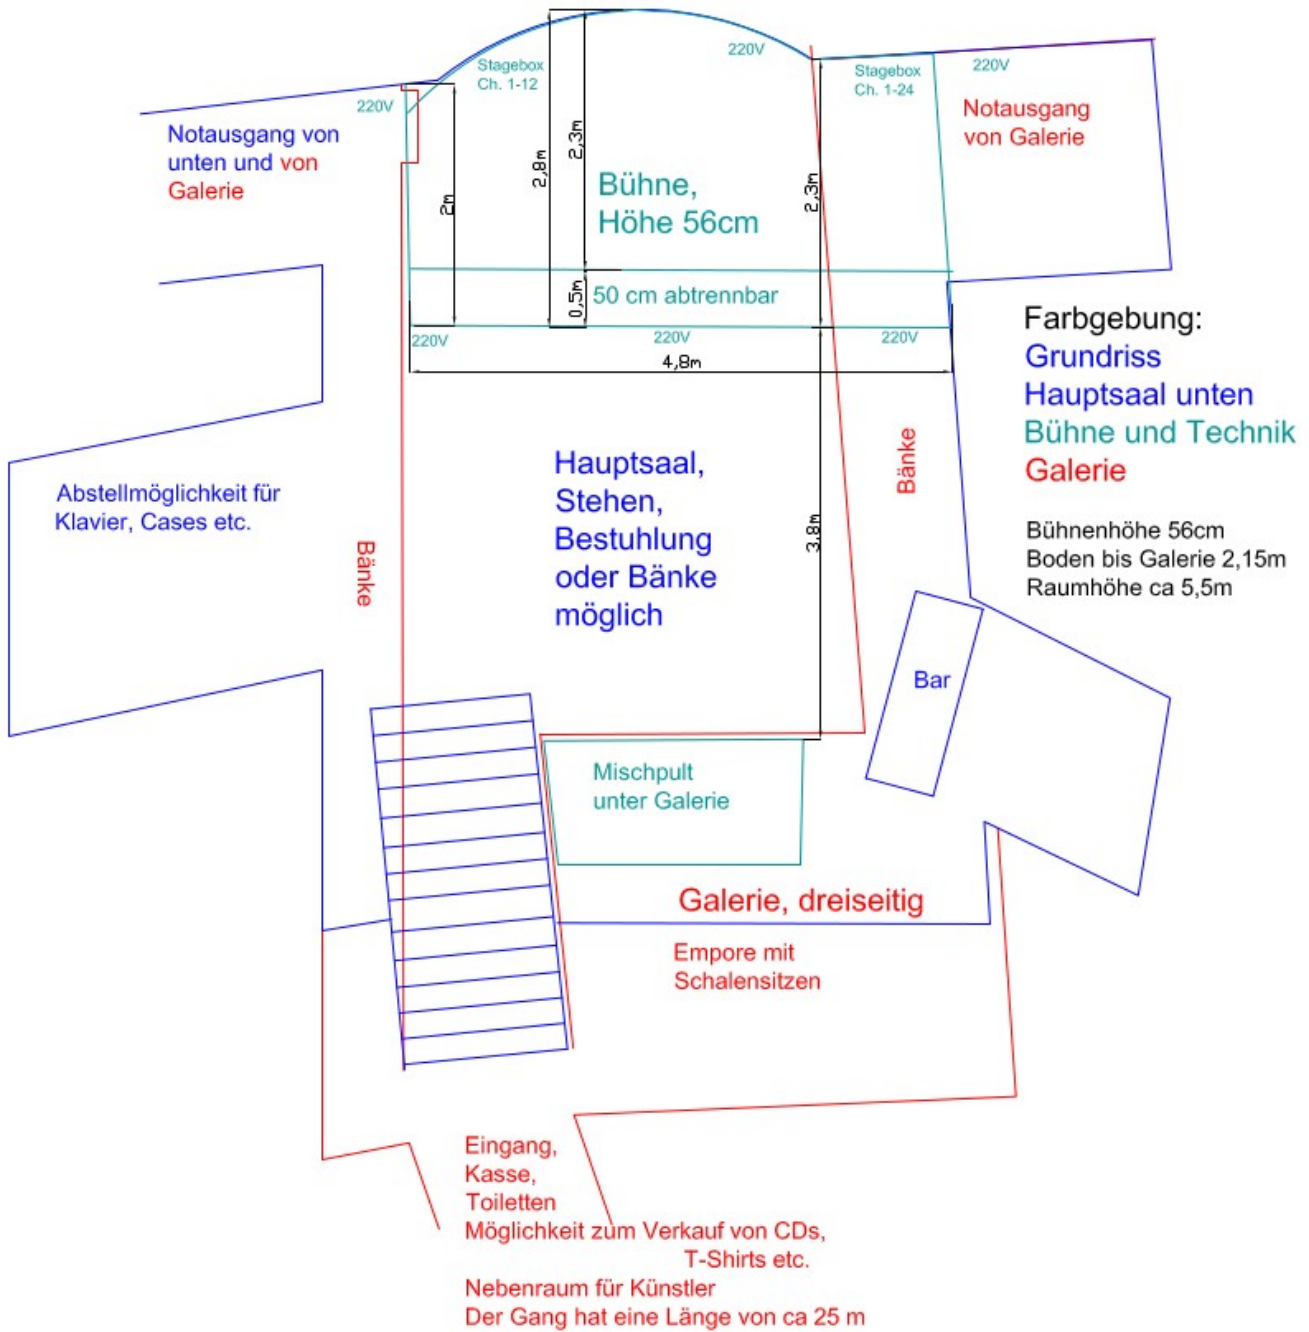 220V
Stagebox
Ch. 1-12
220V
Stagebox
Ch. 1-24
220V
Notausgang von
unten und von
Galerie
Notausgang
von Galerie
2m
2,8m
2,3m
2,3m
Bühne,
Höhe 56cm
0,5m
50 cm abtrennbar
220V
220V
220V
4,8m
Farbgebung:
Grundriss
Hauptsaal unten
Bühne und Technik
Galerie
Bühnenhöhe 56cm
Boden bis Galerie 2,15m
Raumhöhe ca 5,5m
Abstellmöglichkeit für
Klavier, Cases etc.
Bänke
Hauptsaal,
Stehen,
Bestuhlung
oder Bänke
möglich
3,8m
Bänke
Bar
Mischpult
unter Galerie
Galerie, dreiseitig
Empore mit
Schalensitzen
Eingang,
Kasse,
Toiletten
Möglichkeit zum Verkauf von CDs,
T-Shirts etc.
Nebenraum für Künstler
Der Gang hat eine Länge von ca 25 m